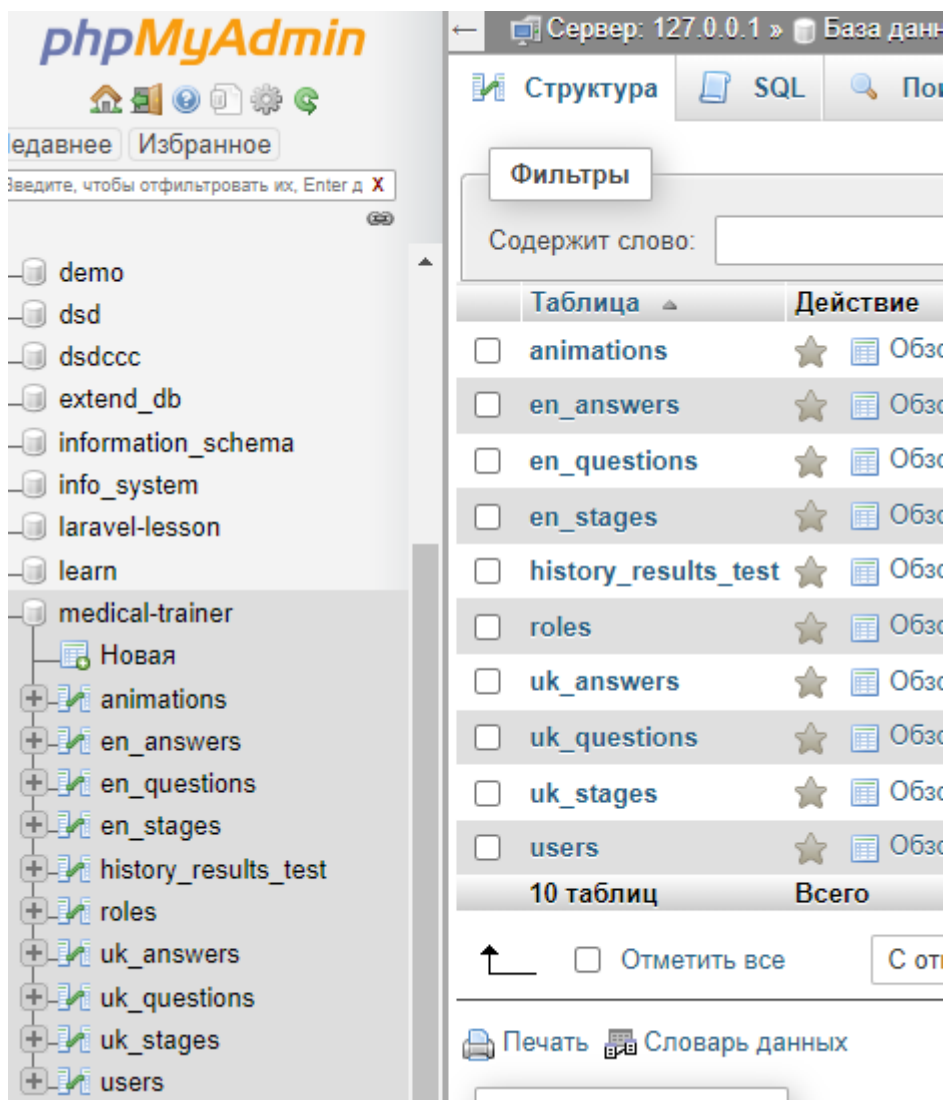 phpMyAdmin
едавнее Избранное
Введите, чтобы отфильтровать их, Enter д X
demo
dsd
dsdccc
extend_db
information_schema
info_system
laravel-lesson
learn
medical-trainer
Новая
animations
en_answers
en_questions
en_stages
history_results_test
roles
uk_answers
uk_questions
uk_stages
users
← Сервер: 127.0.0.1 » База данн
Структура SQL Пои
Фильтры
Содержит слово:
Таблица Действие
animations Обзо
en_answers Обзо
en_questions Обзо
en_stages Обзо
history_results_test Обзо
roles Обзо
uk_answers Обзо
uk_questions Обзо
uk_stages Обзо
users Обзо
10 таблиц Всего
Отметить все С отм
Печать Словарь данных